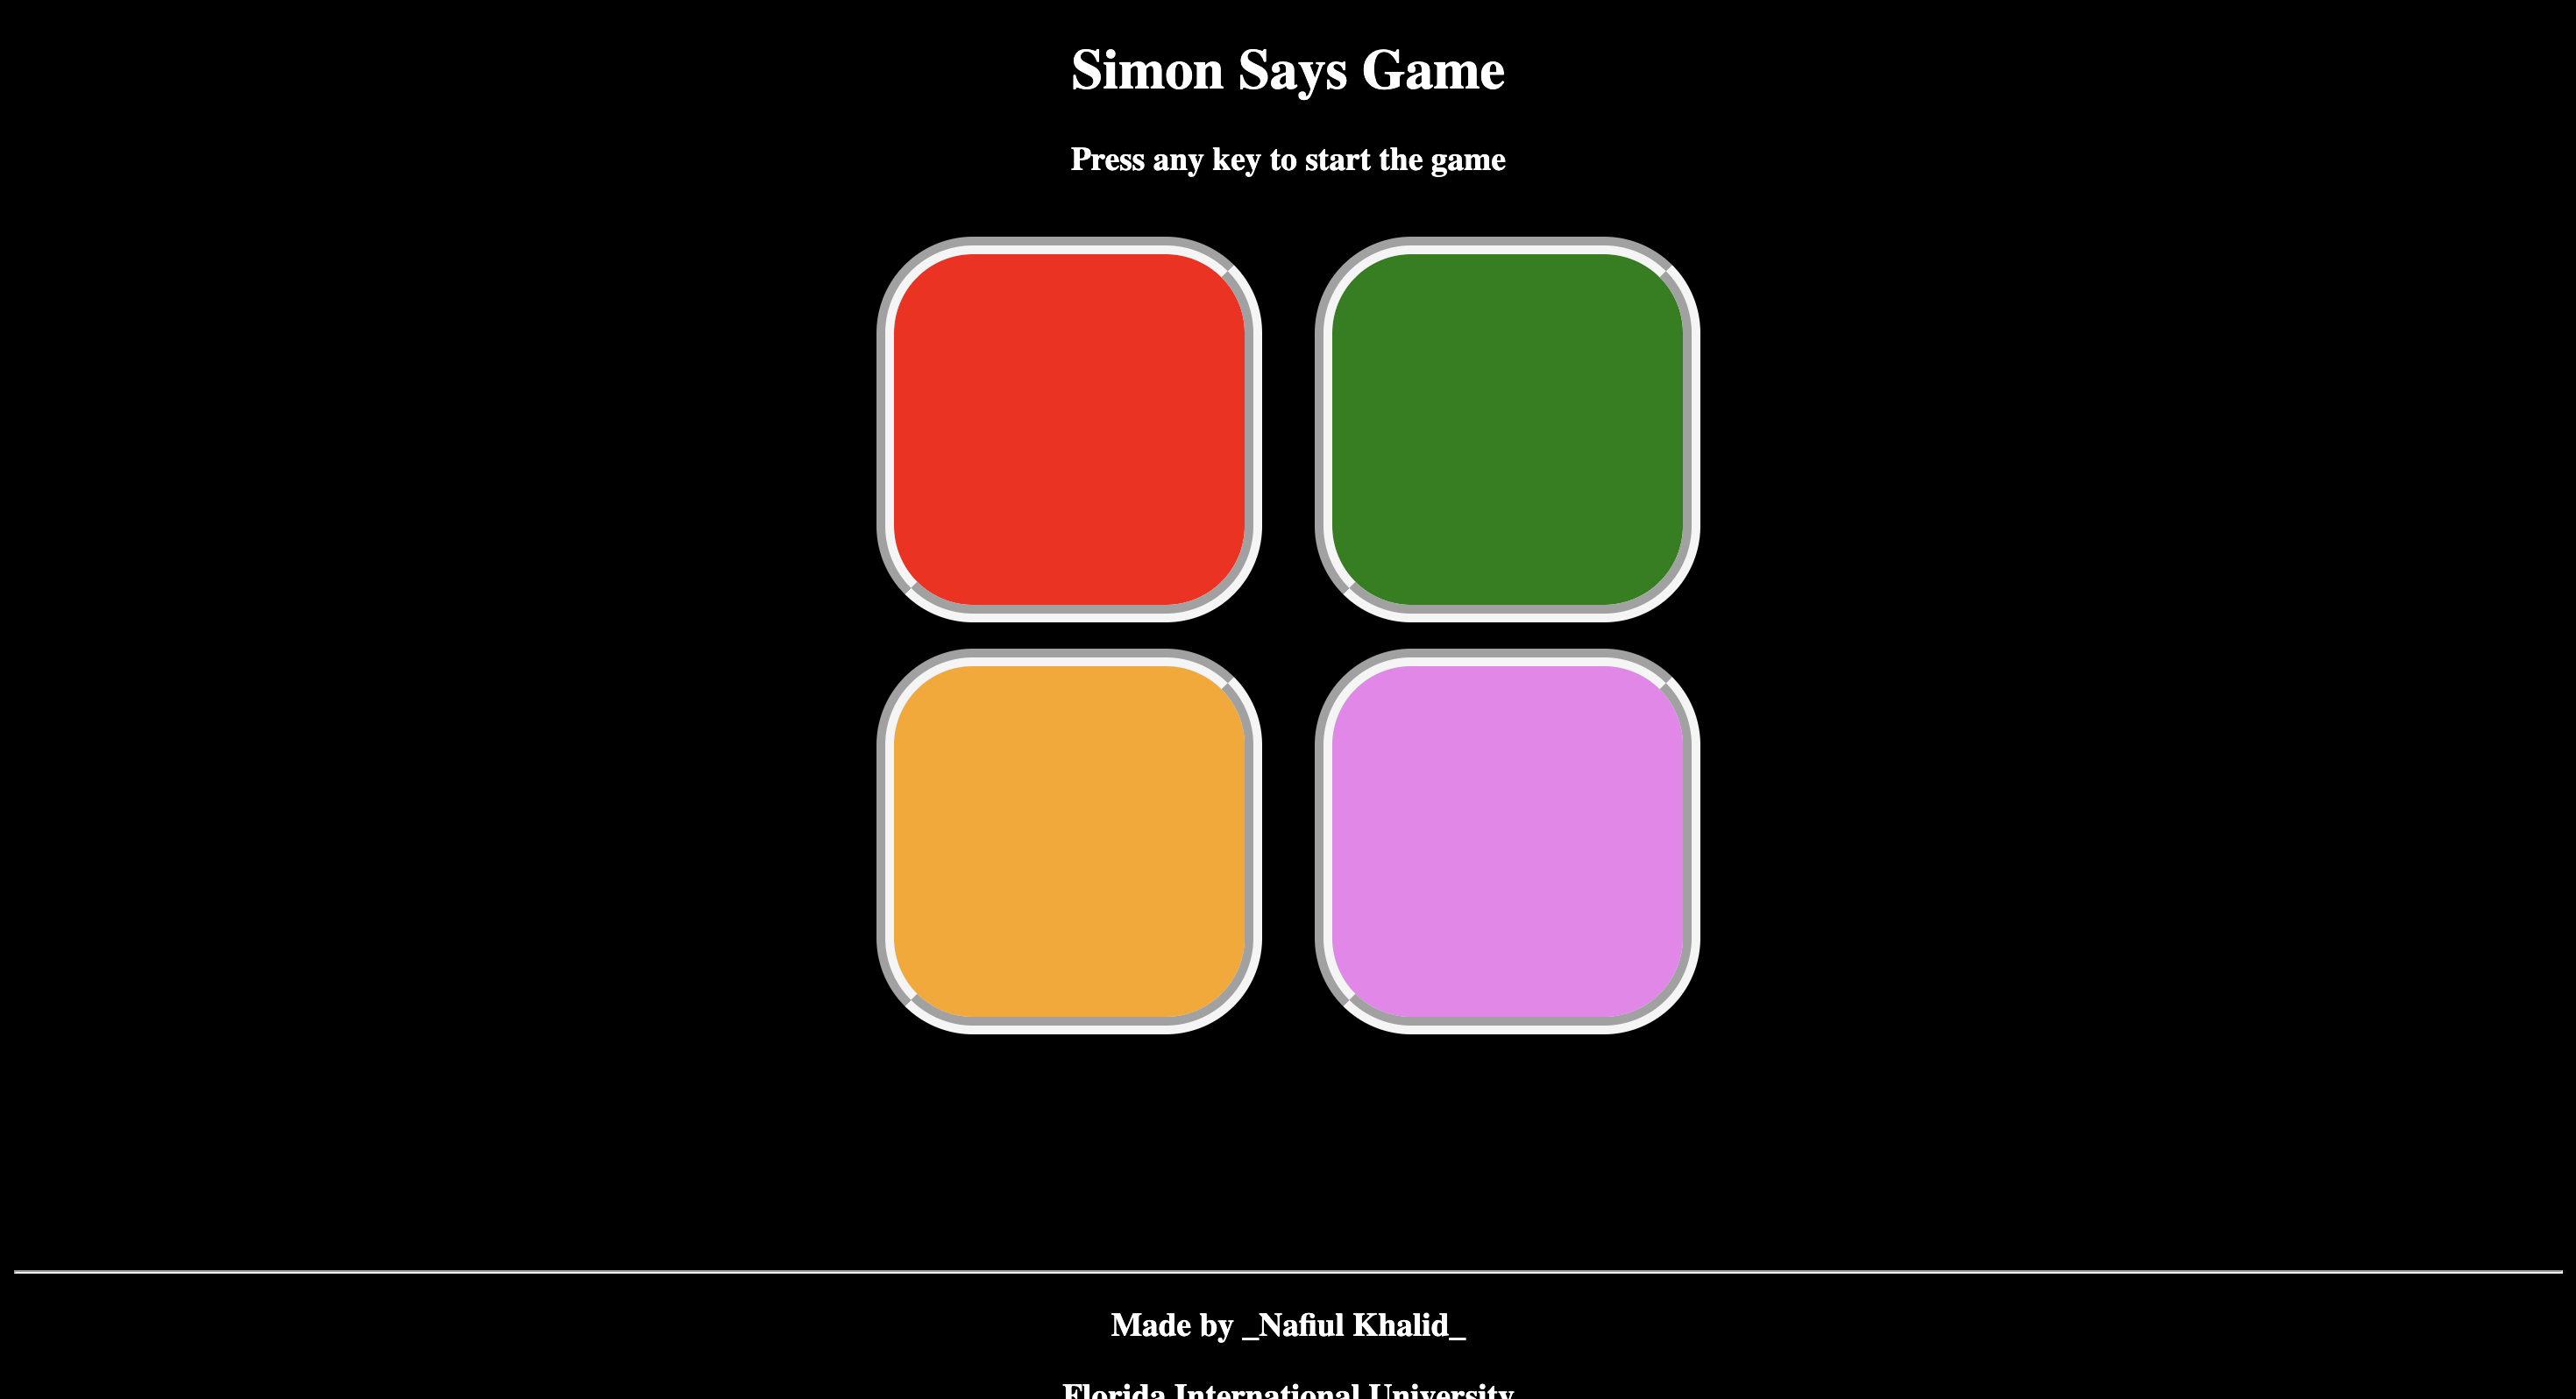 Simon Says Game
Press any key to start the game
Made by _Nafiul Khalid_
Florida International University